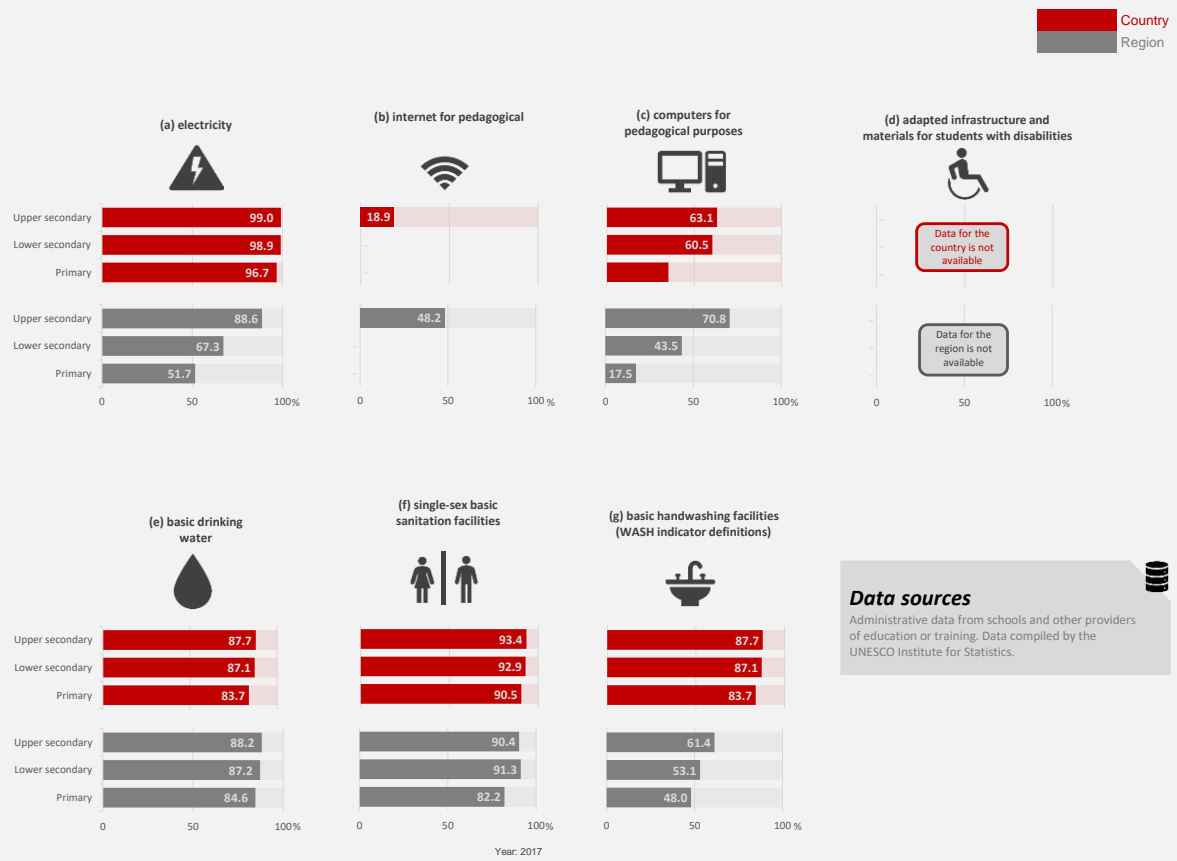 Country
Region
(a) electricity
(b) internet for pedagogical
(c) computers for
pedagogical purposes
(d) adapted infrastructure and
materials for students with disabilities
Upper secondary
99.0
Lower secondary
98.9
Primary
96.7
18.9
-
-
63.1
60.5
-
-
Data for the
country is not
available
Upper secondary
88.6
Lower secondary
67.3
Primary
51.7
48.2
-
-
70.8
43.5
17.5
-
-
-
Data for the
region is not
available
0 50 100%
0 50 100 %
0 50 100 %
0 50 100%
(e) basic drinking
water
(f) single-sex basic
sanitation facilities
(g) basic handwashing facilities
(WASH indicator definitions)
Upper secondary
87.7
Lower secondary
87.1
Primary
83.7
93.4
92.9
90.5
87.7
87.1
83.7
Upper secondary
88.2
Lower secondary
87.2
Primary
84.6
90.4
91.3
82.2
61.4
53.1
48.0
0 50 100%
0 50 100%
0 50 100 %
Data sources
Administrative data from schools and other providers
of education or training. Data compiled by the
UNESCO Institute for Statistics.
Year: 2017